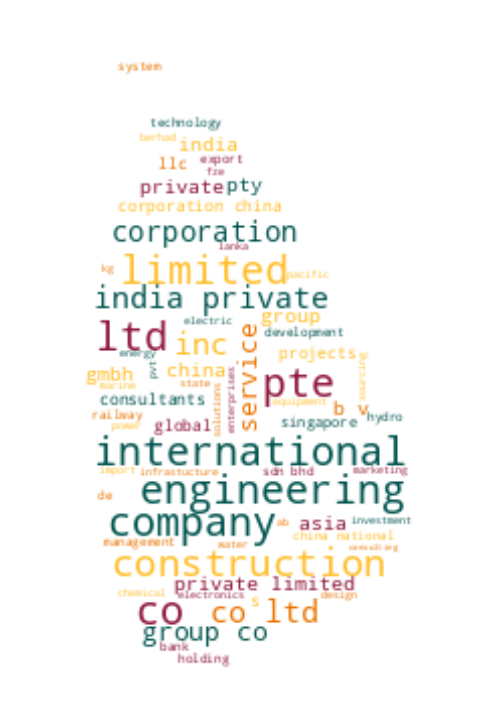 system
technology
berhad india
llc export
fze
private pty
corporation china
corporation
lanka
kg limited pacific
india private
electric group
ltd inc development
energy service projects
pvt china sourcing
gmbh state pte
marine solutions enterprises equipment
consultants b v
railway global singapore hydro
power
international
import infrastucture sdn bhd marketing
de engineering
company ab asia investment
china national
management water consulting
construction
private limited
chemical electronics s design
co co ltd
group co
bank
holding